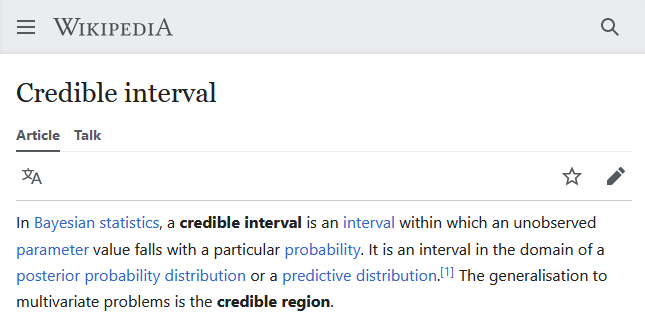 WIKIPEDIA
Credible interval
Article Talk
In Bayesian statistics, a credible interval is an interval within which an unobserved
parameter value falls with a particular probability. It is an interval in the domain of a
posterior probability distribution or a predictive distribution.[1] The generalisation to
multivariate problems is the credible region.